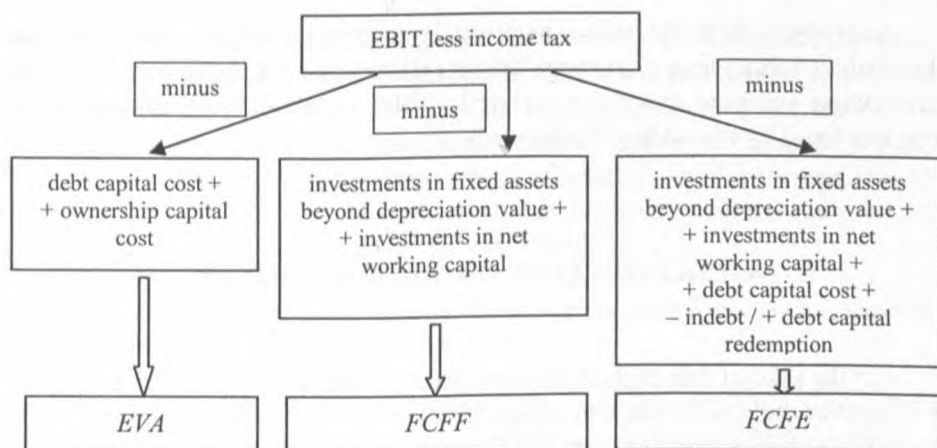 EBIT less income tax
minus
minus
minus
debt capital cost +
+ ownership capital
cost
investments in fixed assets
beyond depreciation value +
+ investments in net
working capital
investments in fixed assets
beyond depreciation value +
+ investments in net
working capital +
+ debt capital cost +
– indebt / + debt capital
redemption
EVA
FCFF
FCFE